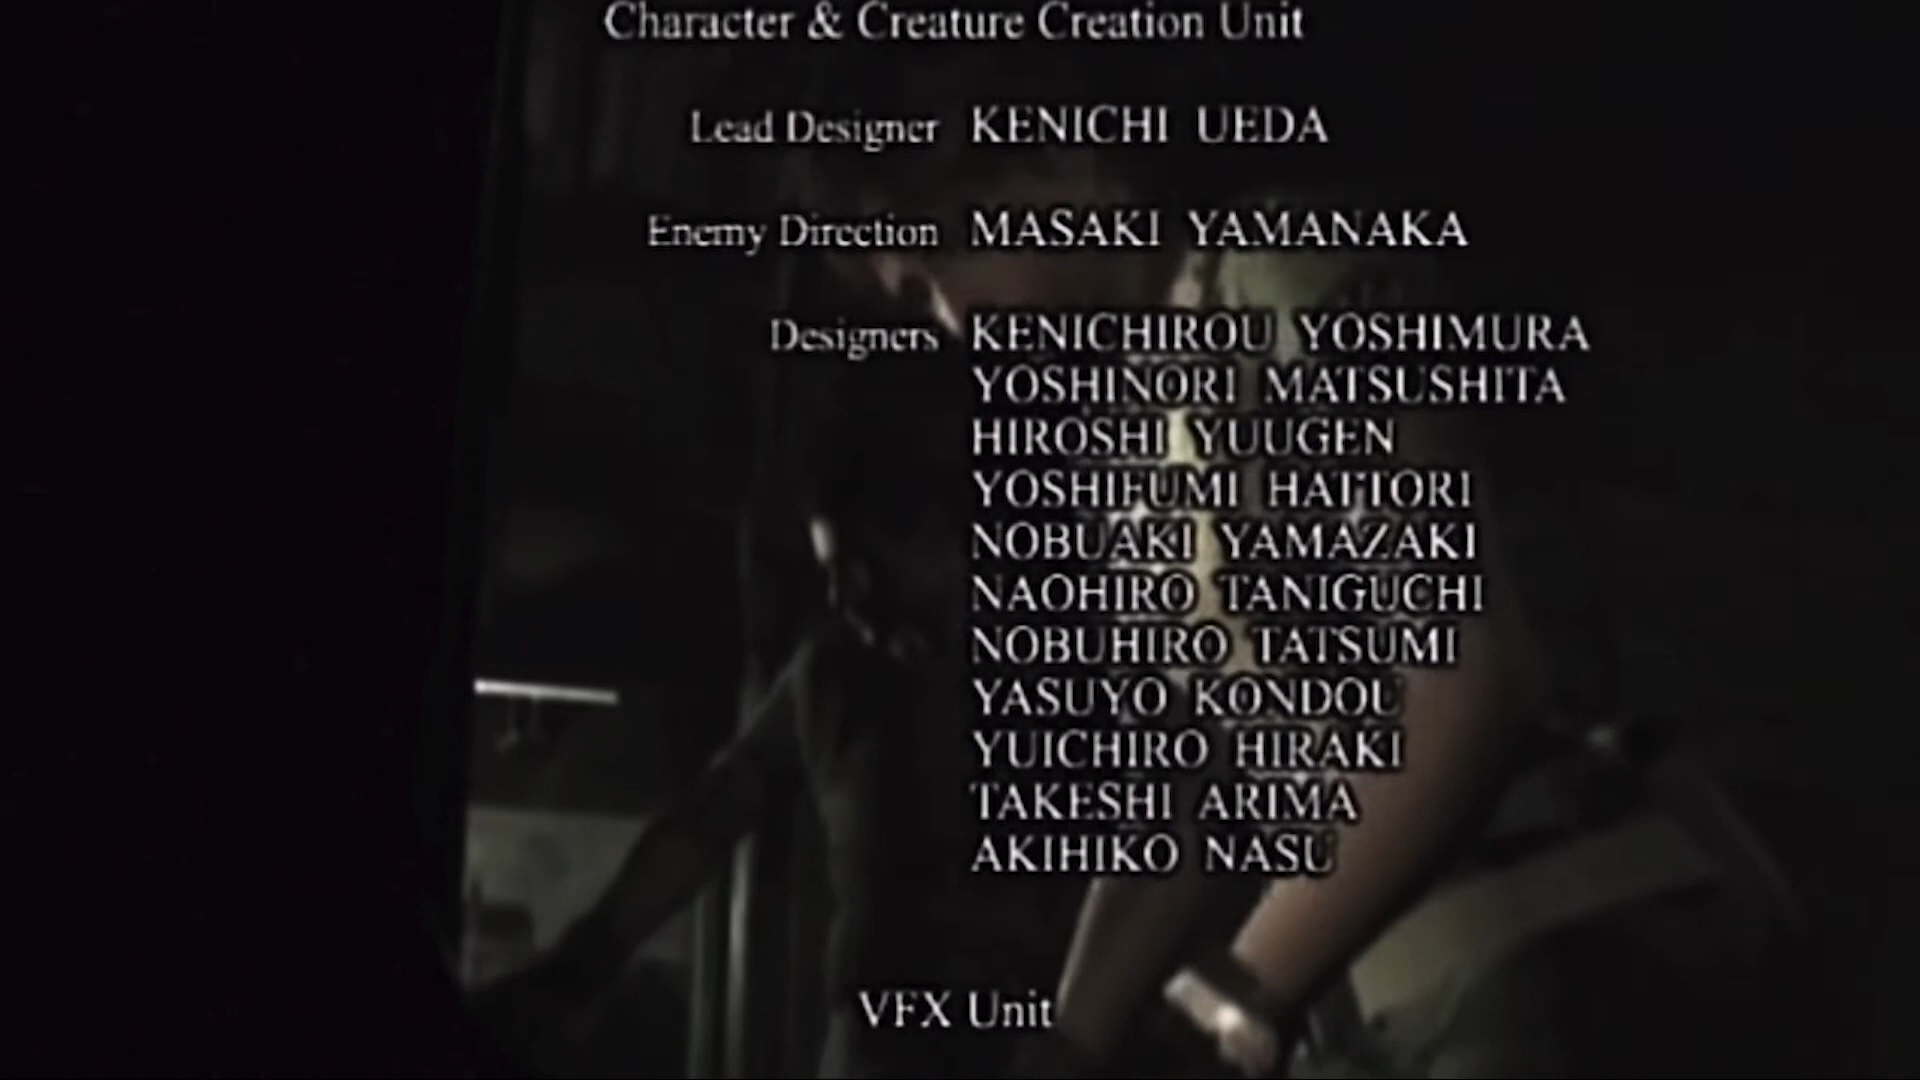 Character & Creature Creation Unit
Lead Designer KENICHI UEDA
Enemy Direction MASAKI YAMANAKA
Designers KENICHIROU YOSHIMURA
YOSHINORI MATSUSHITA
HIROSHI YUUGEN
YOSHIFUMI HATTORI
NOBUAKI YAMAZAKI
NAOHIRO TANIGUCHI
NOBUHIRO TATSUMI
YASUYO KONDOU
YUICHIRO HIRAKI
TAKESHI ARIMA
AKIHIKO NASU
VFX Unit